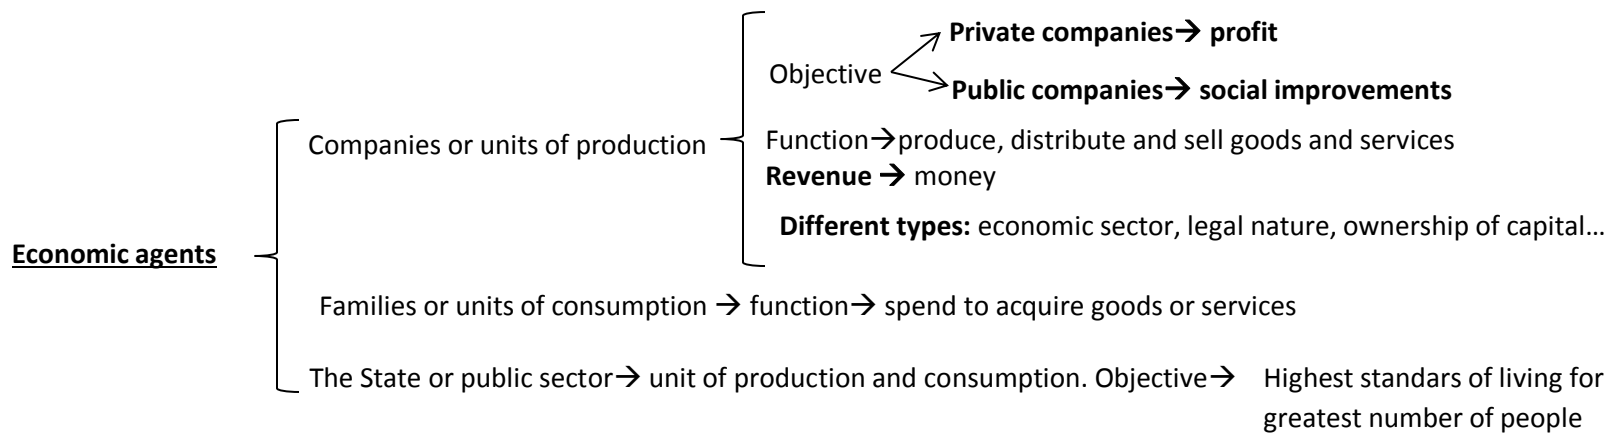 Private companies→ profit
Objective
Public companies→ social improvements
Companies or units of production
Function→produce, distribute and sell goods and services
Revenue → money
Different types: economic sector, legal nature, ownership of capital…
Economic agents
Families or units of consumption → function→ spend to acquire goods or services
The State or public sector→ unit of production and consumption. Objective→ Highest standars of living for
greatest number of people